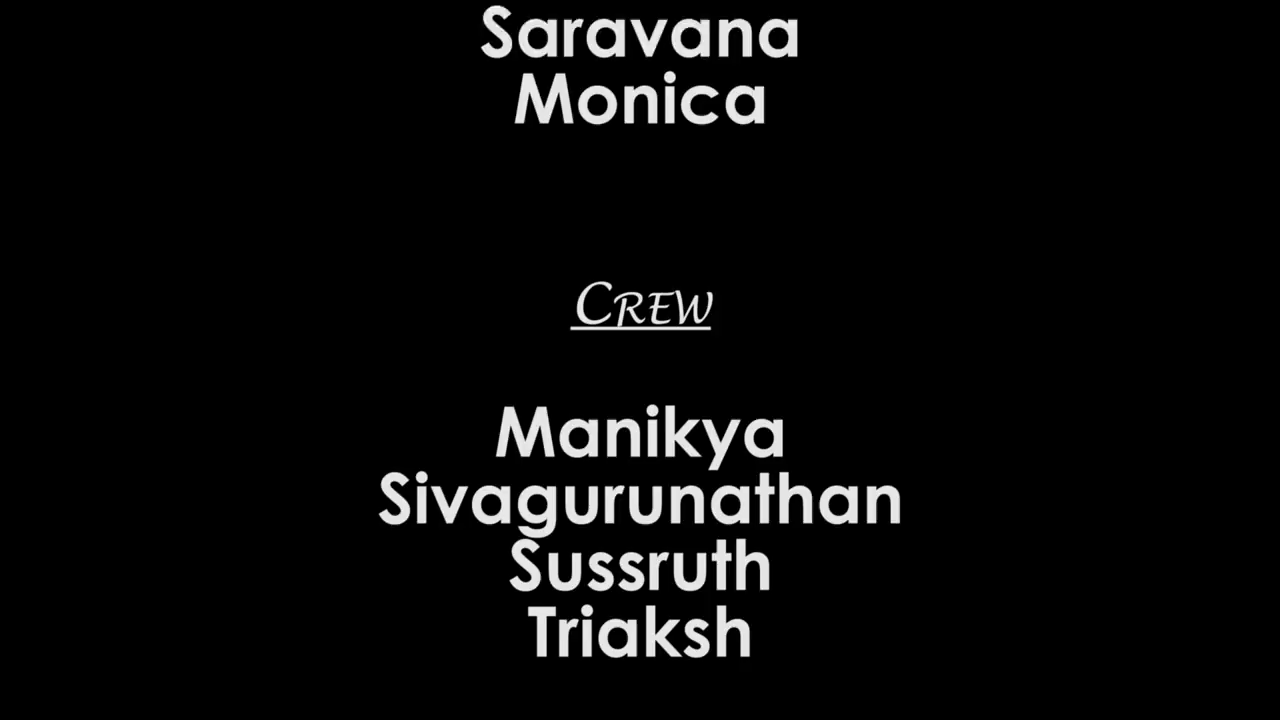 Saravana
Monica
CREW
Manikya
Sivagurunathan
Sussruth
Triaksh